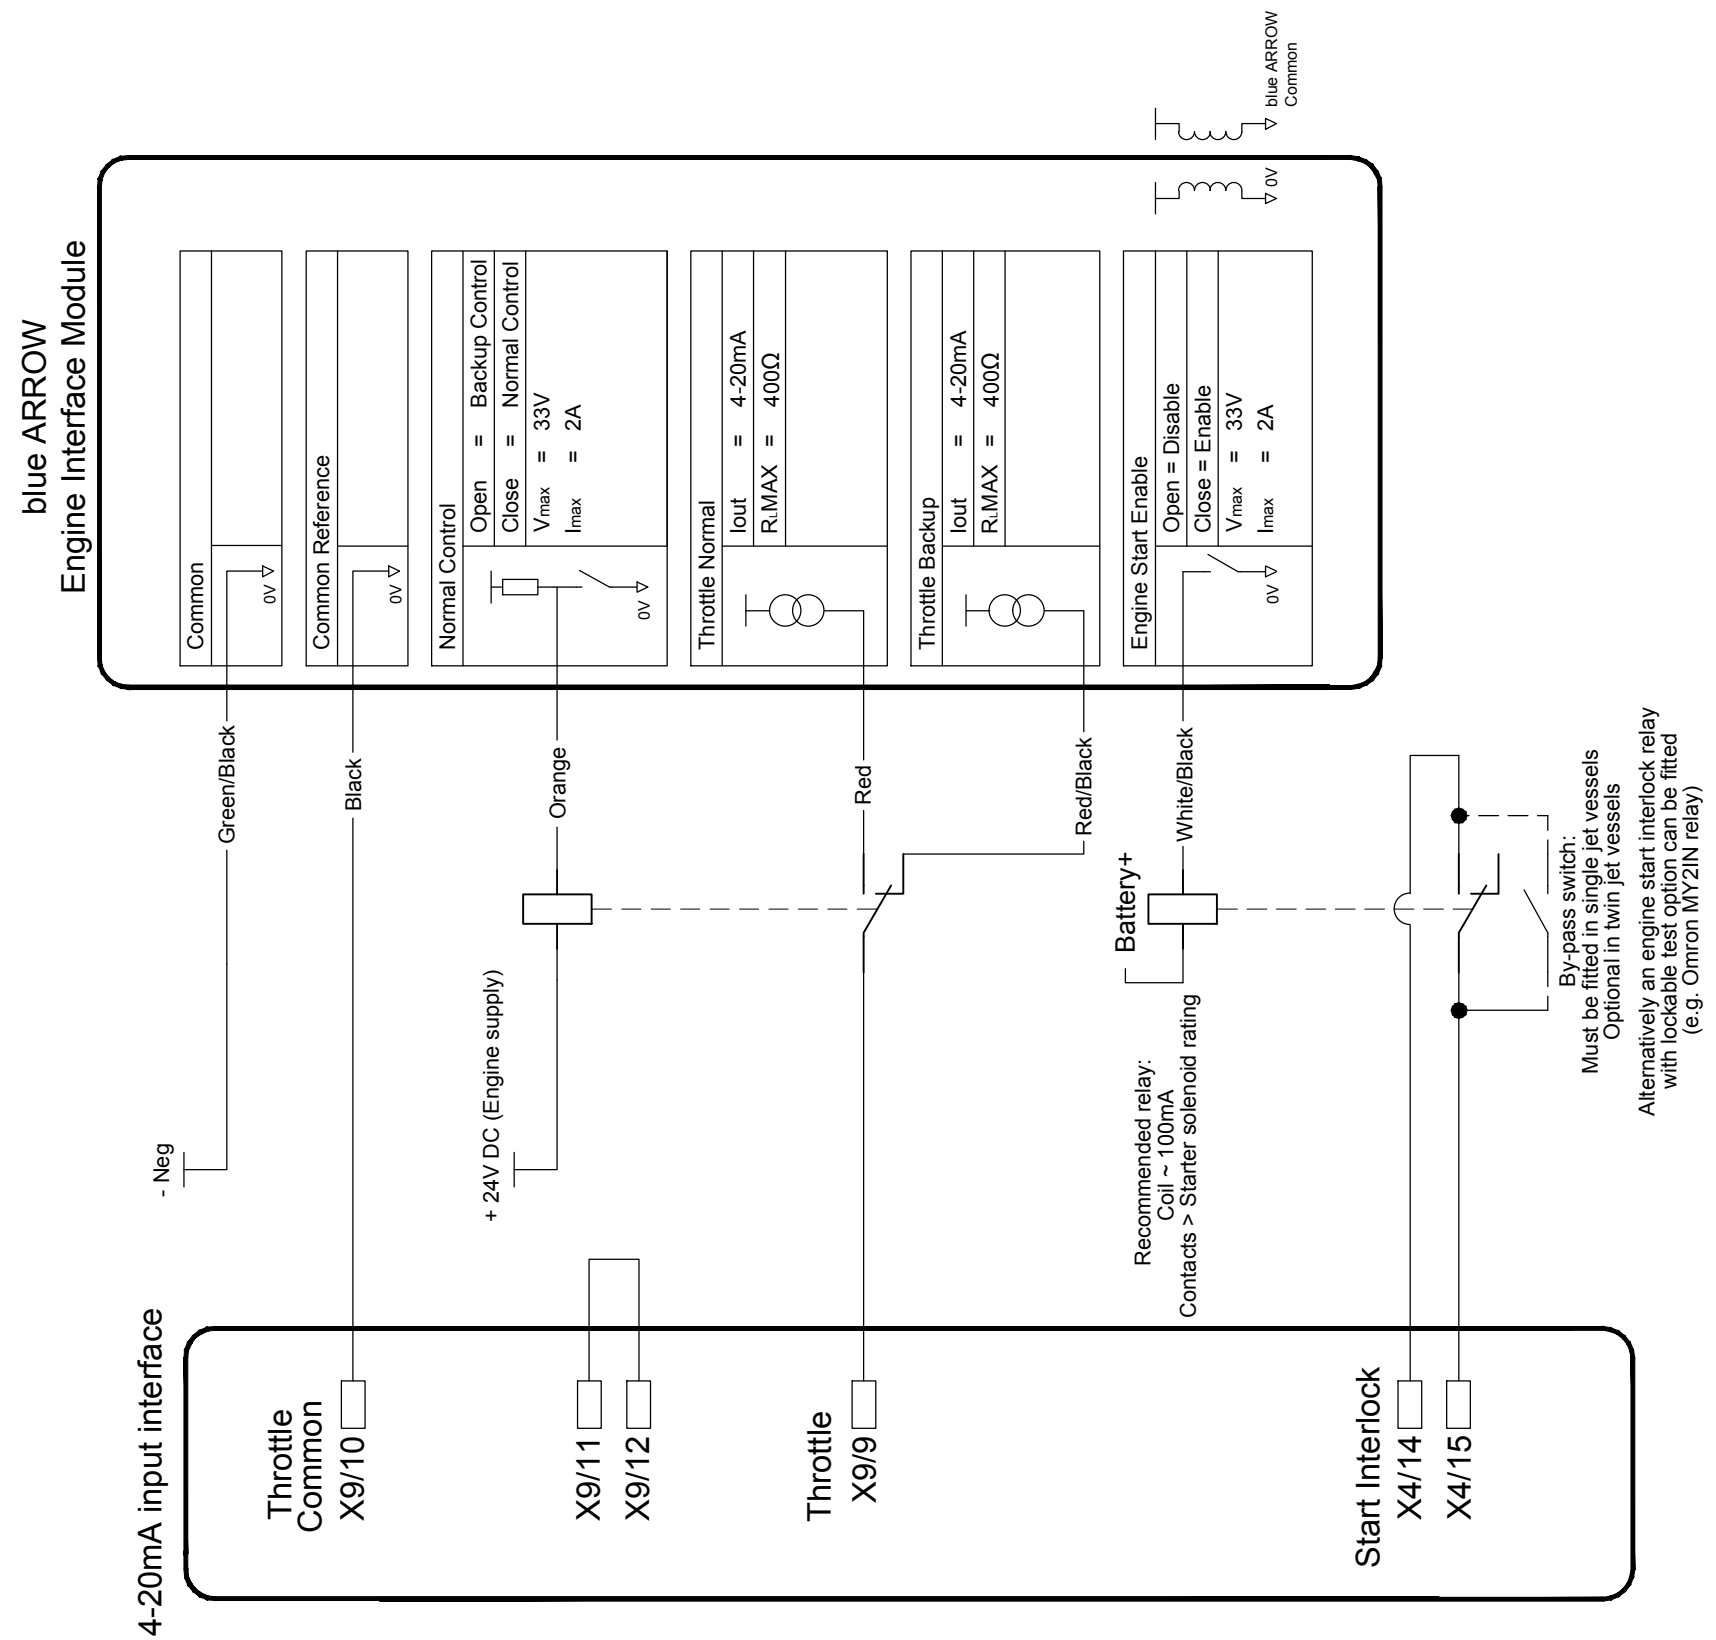 blue ARROW
Engine Interface Module
4-20mA input interface
Common
0V
Green/Black
- Neg
Common Reference
0V
Black
Throttle
Common
X9/10
Normal Control
Open = Backup Control
Close = Normal Control
Vmax = 33V
Imax = 2A
0V
Orange
+ 24V DC (Engine supply)
X9/11
X9/12
Throttle Normal
Iout = 4-20mA
RLMAX = 400Ω
Red
Throttle
X9/9
Throttle Backup
Iout = 4-20mA
RLMAX = 400Ω
Red/Black
Engine Start Enable
Open = Disable
Close = Enable
Vmax = 33V
Imax = 2A
0V
0V
blue ARROW
Common
White/Black
Battery+
Recommended relay:
Coil ~ 100mA
Contacts > Starter solenoid rating
Start Interlock
X4/14
X4/15
By-pass switch:
Must be fitted in single jet vessels
Optional in twin jet vessels
Alternatively an engine start interlock relay
with lockable test option can be fitted
(e.g. Omron MY2IN relay)